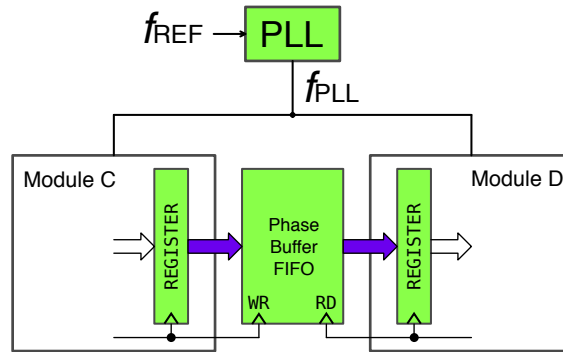 fREF
PLL
fPLL
Module C
Module D
REGISTER
Phase
Buffer
FIFO
REGISTER
WR
RD